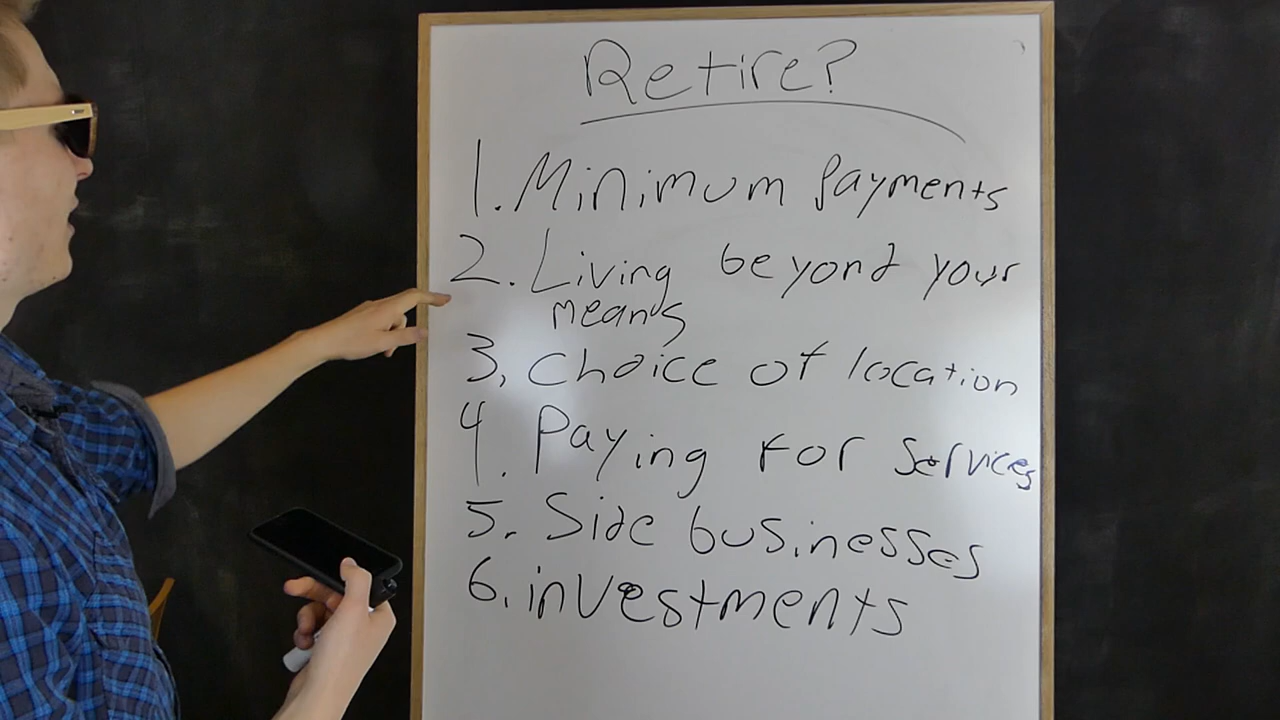 Retire?
1. Minimum Payments
2. Living beyond your
means
3, choice of location
4. Paying for services
5. Side businesses
6. investments